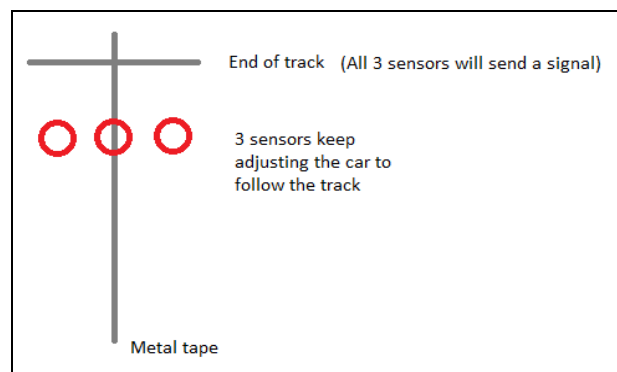 End of track (All 3 sensors will send a signal)
3 sensors keep
adjusting the car to
follow the track
Metal tape